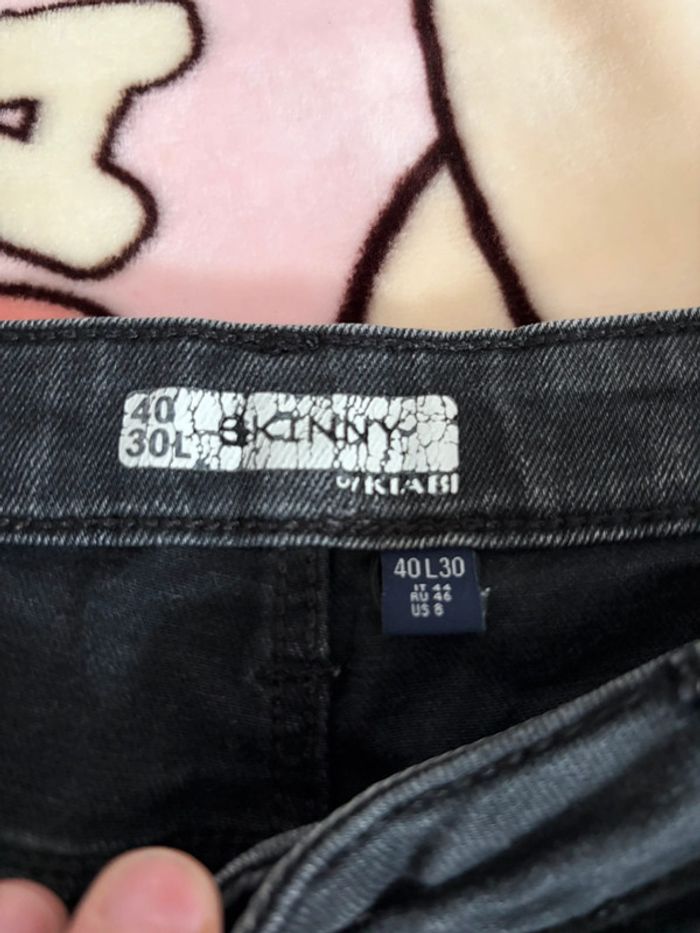 A
40
30L
SKINNY
by KIABI
40 L30
IT 44
RU 46
US 8